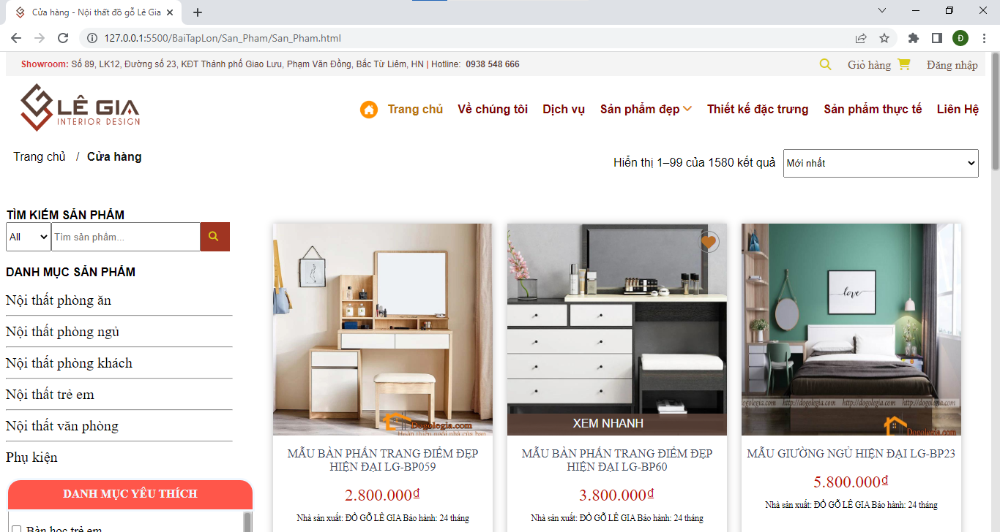 Cửa hàng - Nội thất đồ gỗ Lê Gia
127.0.0.1:5500/BaiTapLon/San_Pham/San_Pham.html
Đ
Showroom: Số 89, LK12, Đường số 23, KĐT Thành phố Giao Lưu, Phạm Văn Đồng, Bắc Từ Liêm, HN | Hotline: 0938 548 666
Giỏ hàng
Đăng nhập
LÊ GIA
INTERIOR DESIGN
Trang chủ
Về chúng tôi
Dịch vụ
Sản phẩm đẹp
Thiết kế đặc trưng
Sản phẩm thực tế
Liên Hệ
Trang chủ / Cửa hàng
Hiển thị 1–99 của 1580 kết quả
Mới nhất
TÌM KIẾM SẢN PHẨM
All
Tìm sản phẩm...
DANH MỤC SẢN PHẨM
Nội thất phòng ăn
Nội thất phòng ngủ
Nội thất phòng khách
Nội thất trẻ em
Nội thất văn phòng
Phụ kiện
DANH MỤC YÊU THÍCH
Bàn học trẻ em
Dogolegia.com
Hoàn thiện ngôi nhà của bạn
MẪU BÀN PHẤN TRANG ĐIỂM ĐẸP
HIỆN ĐẠI LG-BP059
2.800.000₫
Nhà sản xuất: ĐỒ GỖ LÊ GIA Bảo hành: 24 tháng
XEM NHANH
MẪU BÀN PHẤN TRANG ĐIỂM ĐẸP
HIỆN ĐẠI LG-BP60
3.800.000₫
Nhà sản xuất: ĐỒ GỖ LÊ GIA Bảo hành: 24 tháng
love
dogolegia.com http://dogolegia.com http://dogolegia.com http://dogolegia.com
Dogolegia.com
MẪU GIƯỜNG NGỦ HIỆN ĐẠI LG-BP23
5.800.000₫
Nhà sản xuất: ĐỒ GỖ LÊ GIA Bảo hành: 24 tháng